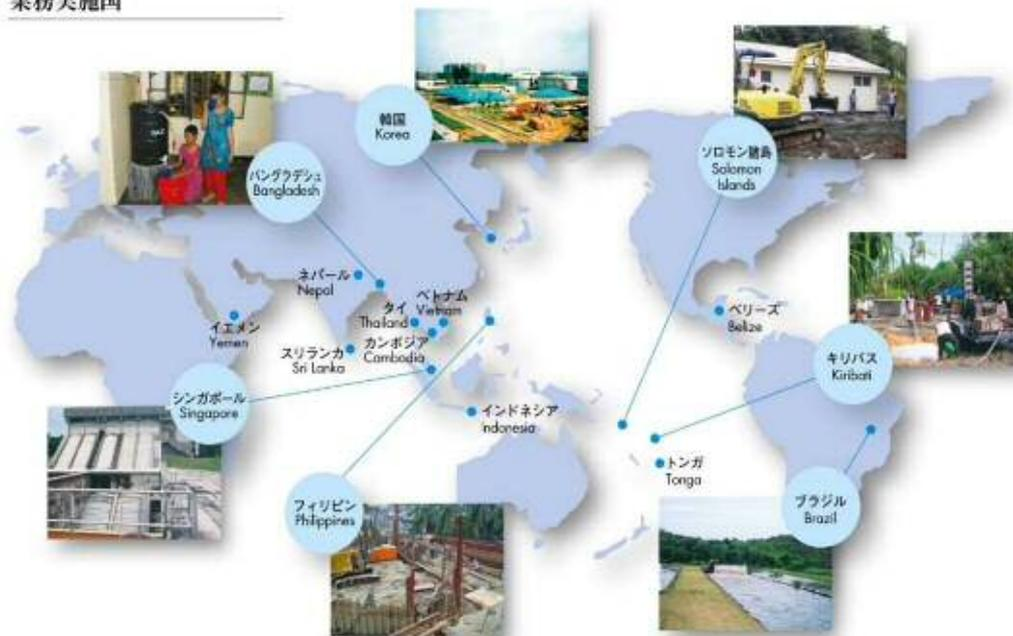 業務実施国
韓国
Korea
ソロモン諸島
Solomon
Islands
バングラデシュ
Bangladesh
ネパール
Nepal
ベトナム
Vietnam
タイ
Thailand
イエメン
Yemen
カンボジア
Cambodia
スリランカ
Sri Lanka
ベリーズ
Belize
キリバス
Kiribati
シンガポール
Singapore
インドネシア
Indonesia
トンガ
Tonga
フィリピン
Philippines
ブラジル
Brazil